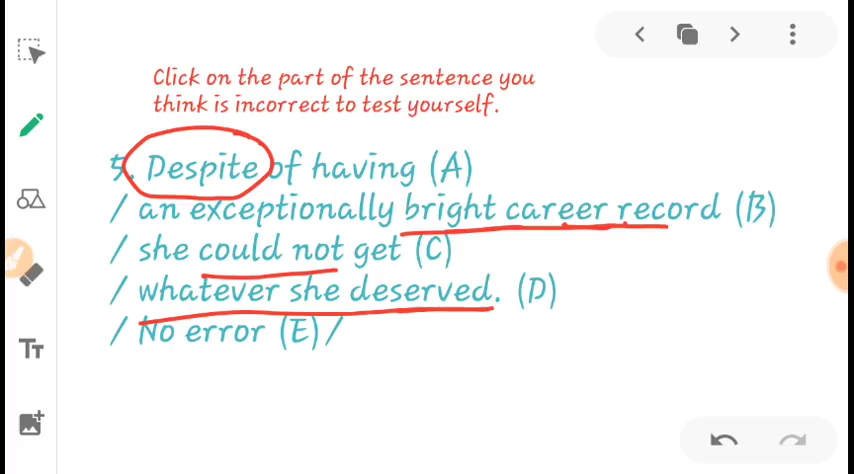 Click on the part of the sentence you
think is incorrect to test yourself.
5. Despite of having (A)
/ an exceptionally bright career record (B)
/ she could not get (C)
/ whatever she deserved. (D)
/ No error (E) /
TT